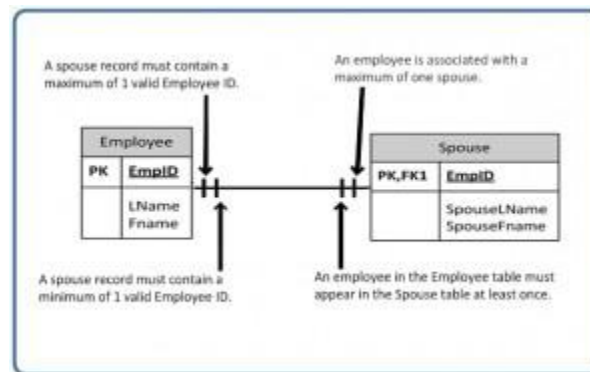 A spouse record must contain a
maximum of 1 valid Employee ID.
An employee is associated with a
maximum of one spouse.
Employee
PK EmpID
LName
Fname
Spouse
PK,FK1 EmpID
SpouseLName
SpouseFname
A spouse record must contain a
minimum of 1 valid Employee ID.
An employee in the Employee table must
appear in the Spouse table at least once.